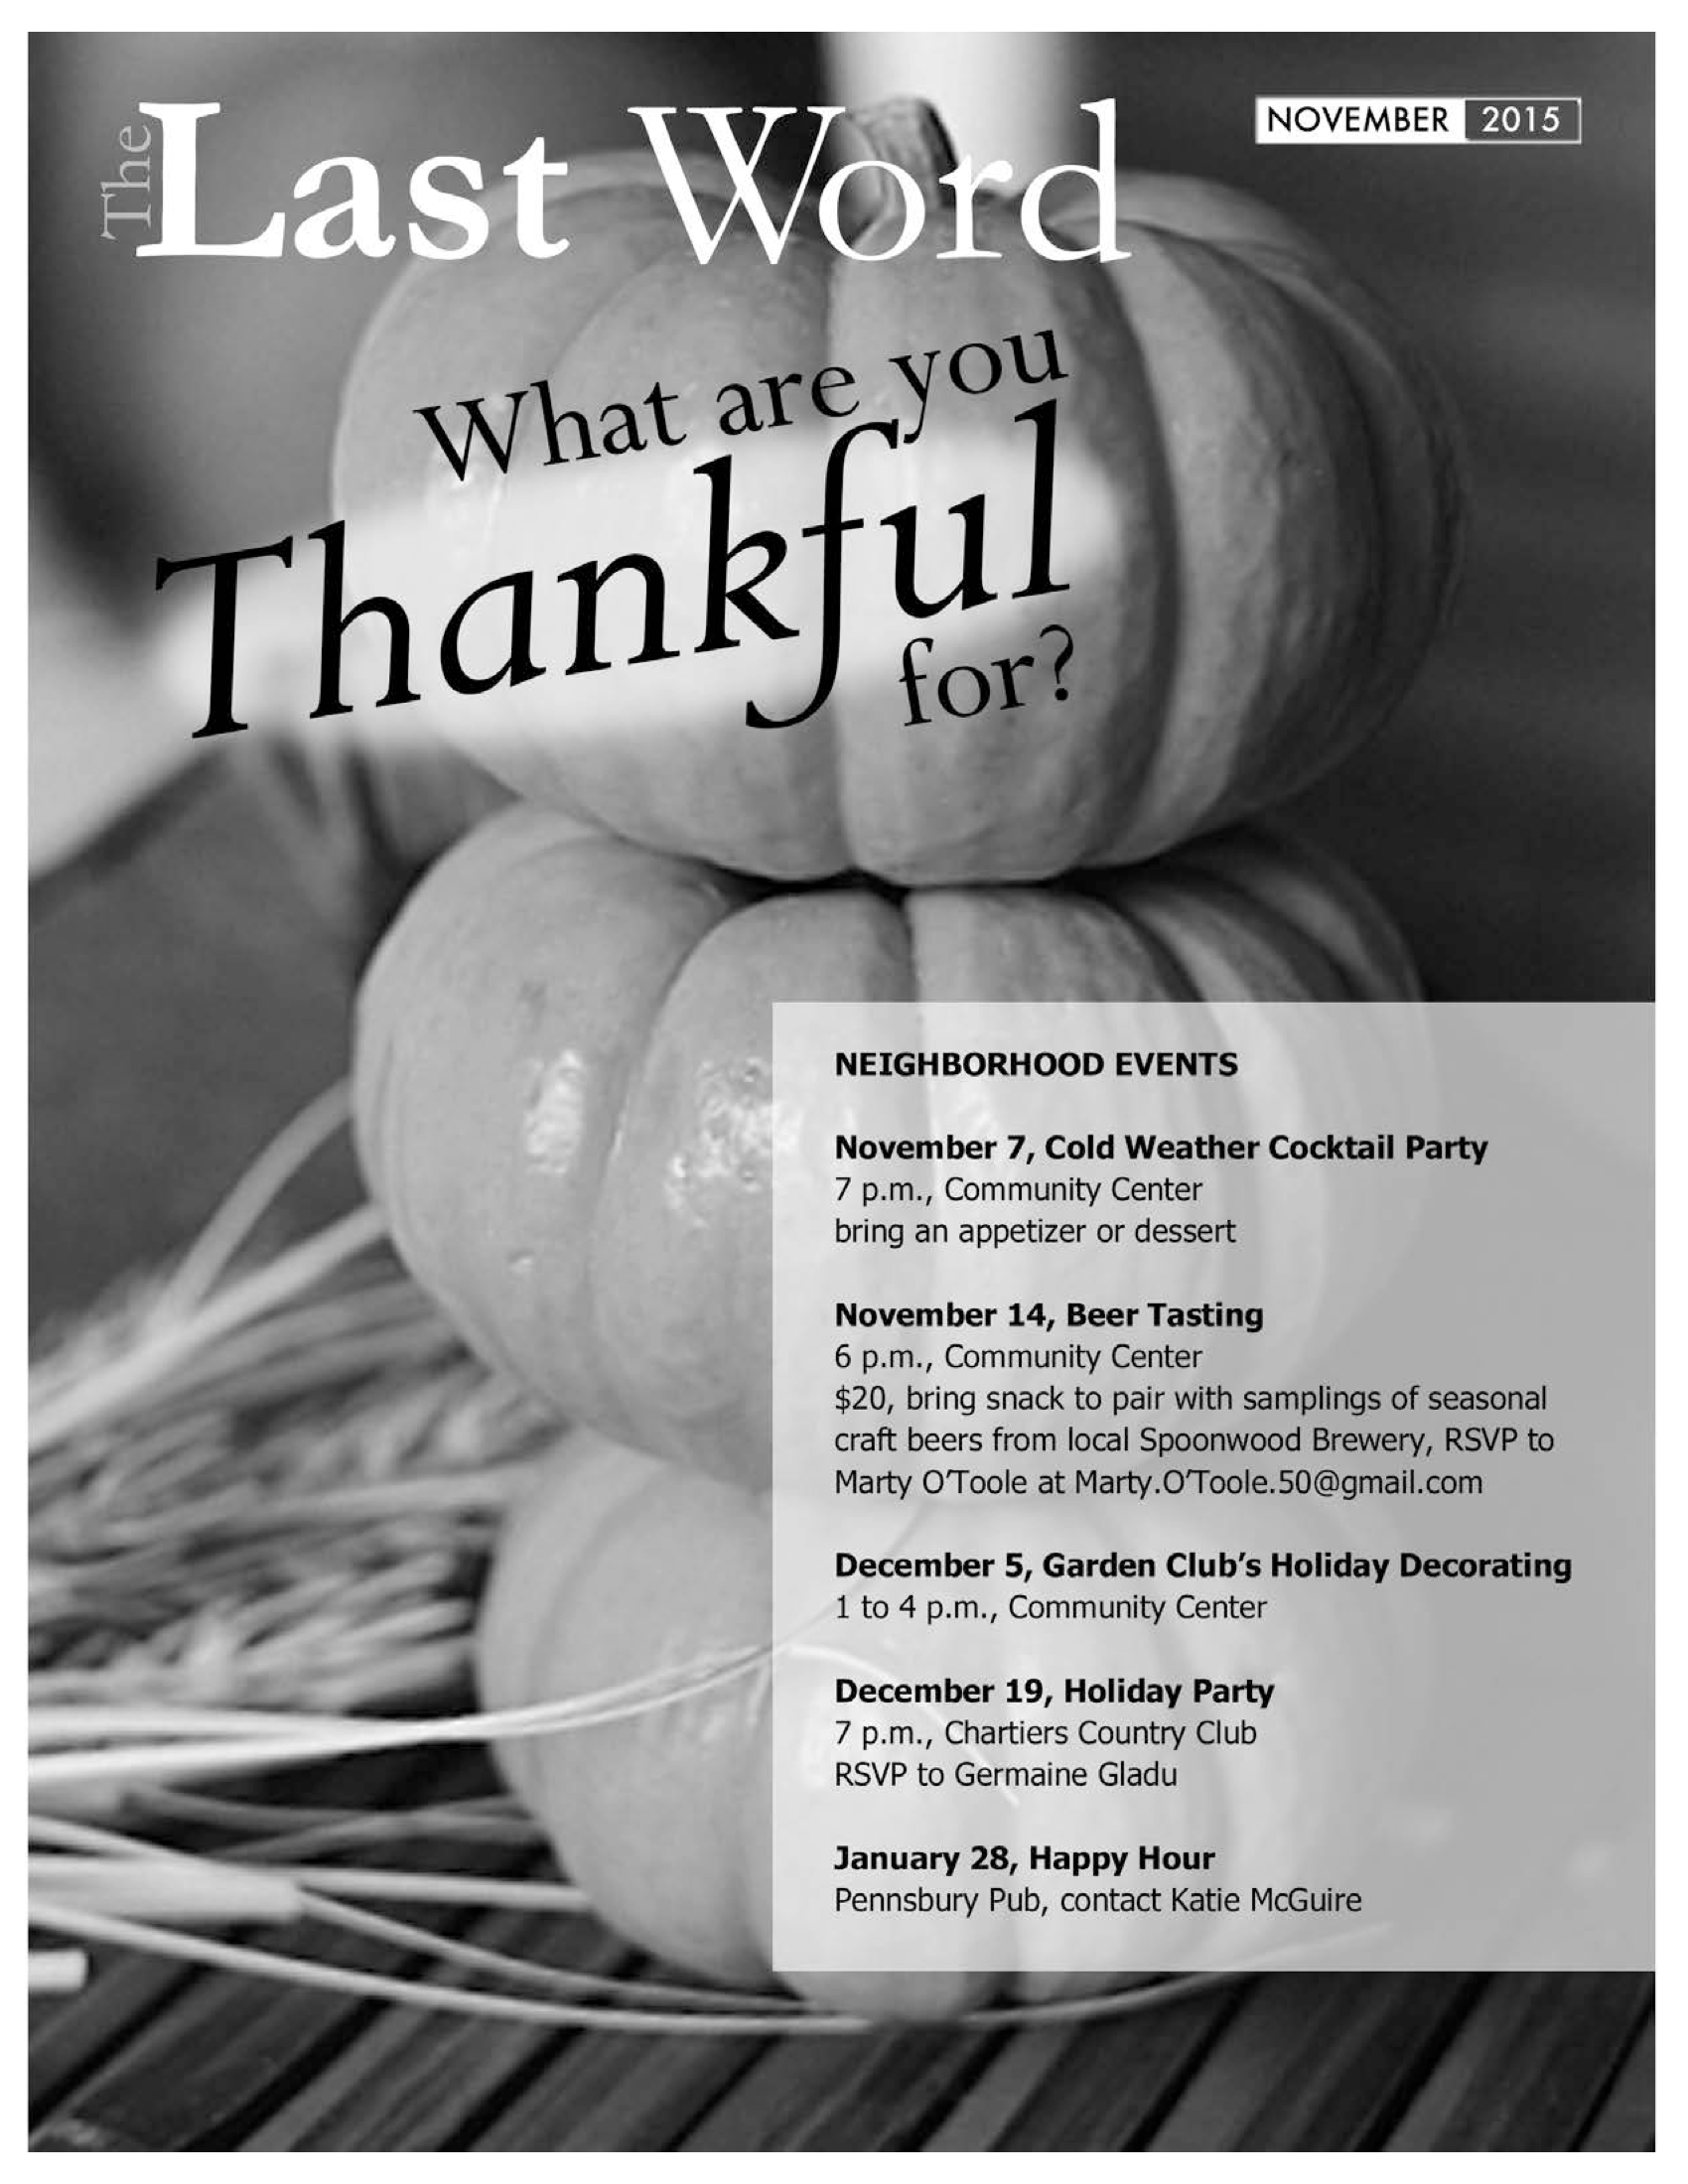 The Last Word
NOVEMBER 2015
What are you
Thankful
for?
NEIGHBORHOOD EVENTS
November 7, Cold Weather Cocktail Party
7 p.m., Community Center
bring an appetizer or dessert
November 14, Beer Tasting
6 p.m., Community Center
$20, bring snack to pair with samplings of seasonal
craft beers from local Spoonwood Brewery, RSVP to
Marty O’Toole at Marty.O’Toole.50@gmail.com
December 5, Garden Club’s Holiday Decorating
1 to 4 p.m., Community Center
December 19, Holiday Party
7 p.m., Chartiers Country Club
RSVP to Germaine Gladu
January 28, Happy Hour
Pennsbury Pub, contact Katie McGuire